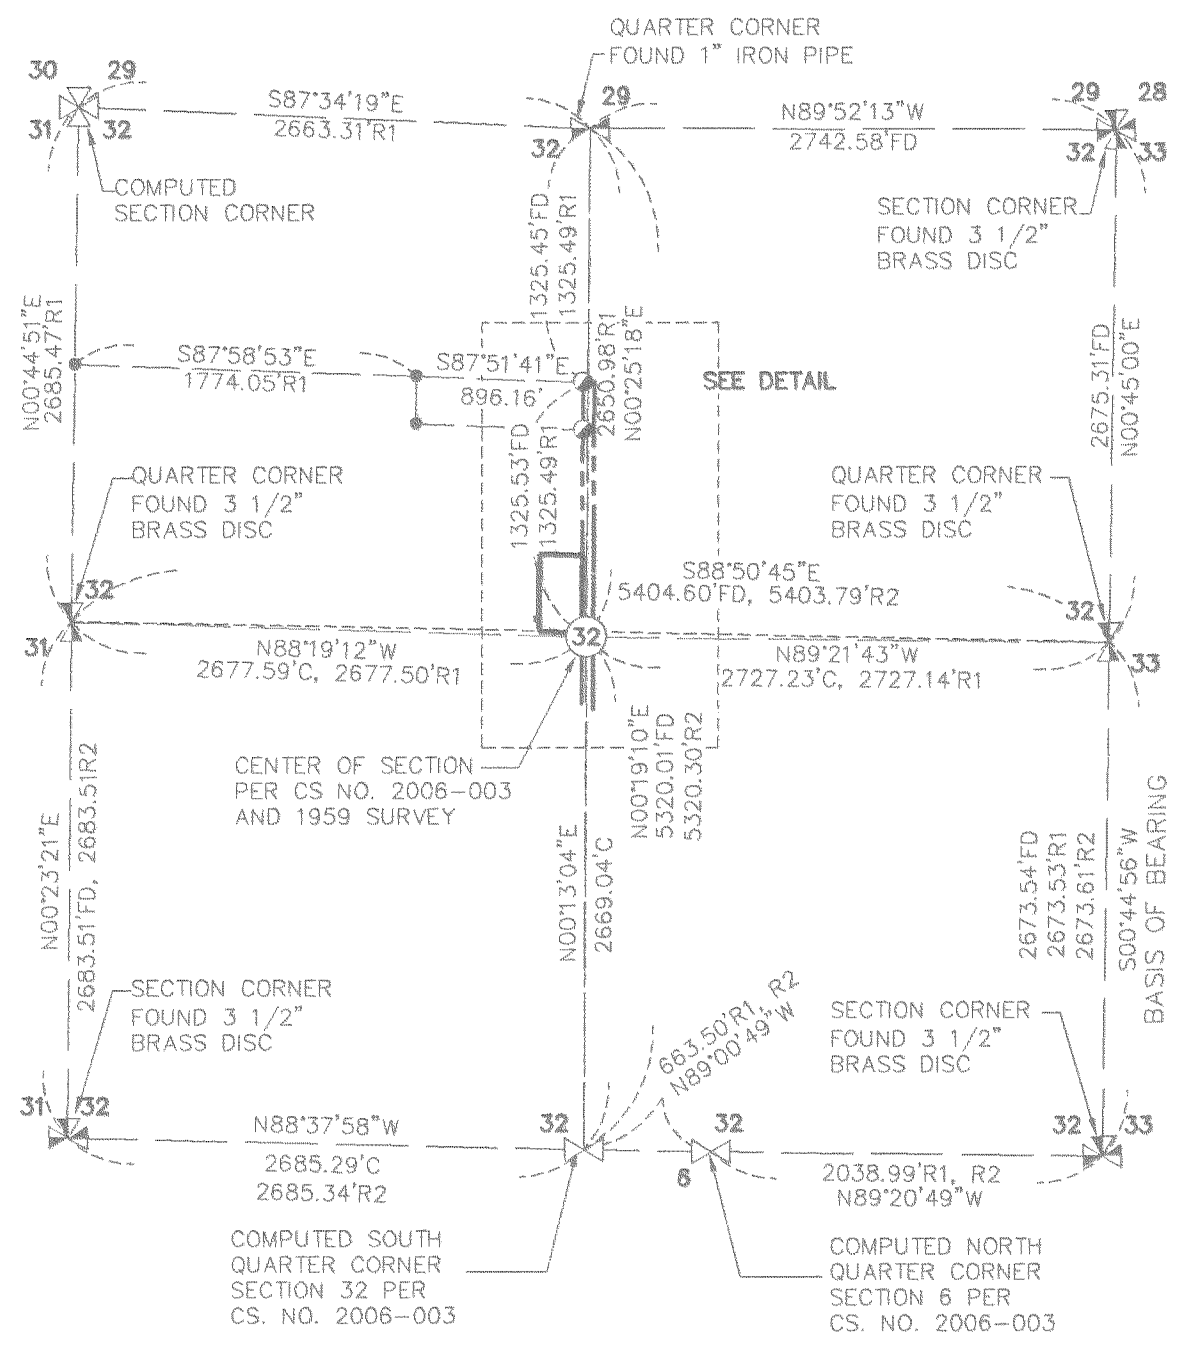 QUARTER CORNER
FOUND 1" IRON PIPE
30
29
31
32
S87°34'19"E
2663.31'R1
29
32
N89°52'13"W
2742.58'FD
29
28
32
33
COMPUTED
SECTION CORNER
SECTION CORNER
FOUND 3 1/2"
BRASS DISC
1325.45'FD
1325.49'R1
N00°44'51"E
2685.47'R1
S87°58'53"E
1774.05'R1
S87°51'41"E
896.16'
2650.98'R1
N00°25'18"E
SEE DETAIL
2675.31'FD
N00°45'00"E
1325.53'FD
1325.49'R1
QUARTER CORNER
FOUND 3 1/2"
BRASS DISC
QUARTER CORNER
FOUND 3 1/2"
BRASS DISC
32
31
S88°50'45"E
5404.60'FD, 5403.79'R2
32
33
N88°19'12"W
2677.59'C, 2677.50'R1
32
N89°21'43"W
2727.23'C, 2727.14'R1
CENTER OF SECTION
PER CS NO. 2006-003
AND 1959 SURVEY
N00°19'10"E
5320.01'FD
5320.30'R2
N00°23'21"E
2683.51'FD, 2683.51R2
N00°13'04"E
2669.04'C
2673.54'FD
2673.53'R1
2673.61'R2
S00°44'56"W
BASIS OF BEARING
SECTION CORNER
FOUND 3 1/2"
BRASS DISC
663.50'R1, R2
N89°00'49"W
SECTION CORNER
FOUND 3 1/2"
BRASS DISC
31
32
N88°37'58"W
2685.29'C
2685.34'R2
32
32
6
32
33
2038.99'R1, R2
N89°20'49"W
COMPUTED SOUTH
QUARTER CORNER
SECTION 32 PER
CS. NO. 2006-003
COMPUTED NORTH
QUARTER CORNER
SECTION 6 PER
CS. NO. 2006-003